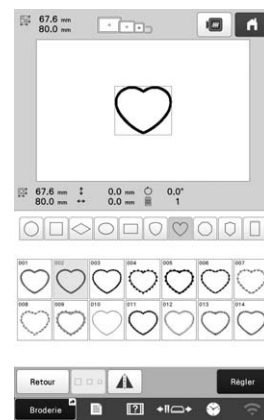 67.6 mm
80.0 mm
67.6 mm 0.0 mm 0.0°
80.0 mm 0.0 mm 1
001 002 003 004 005 006 007
008 009 010 011 012 013 014
Retour Régler
Broderie